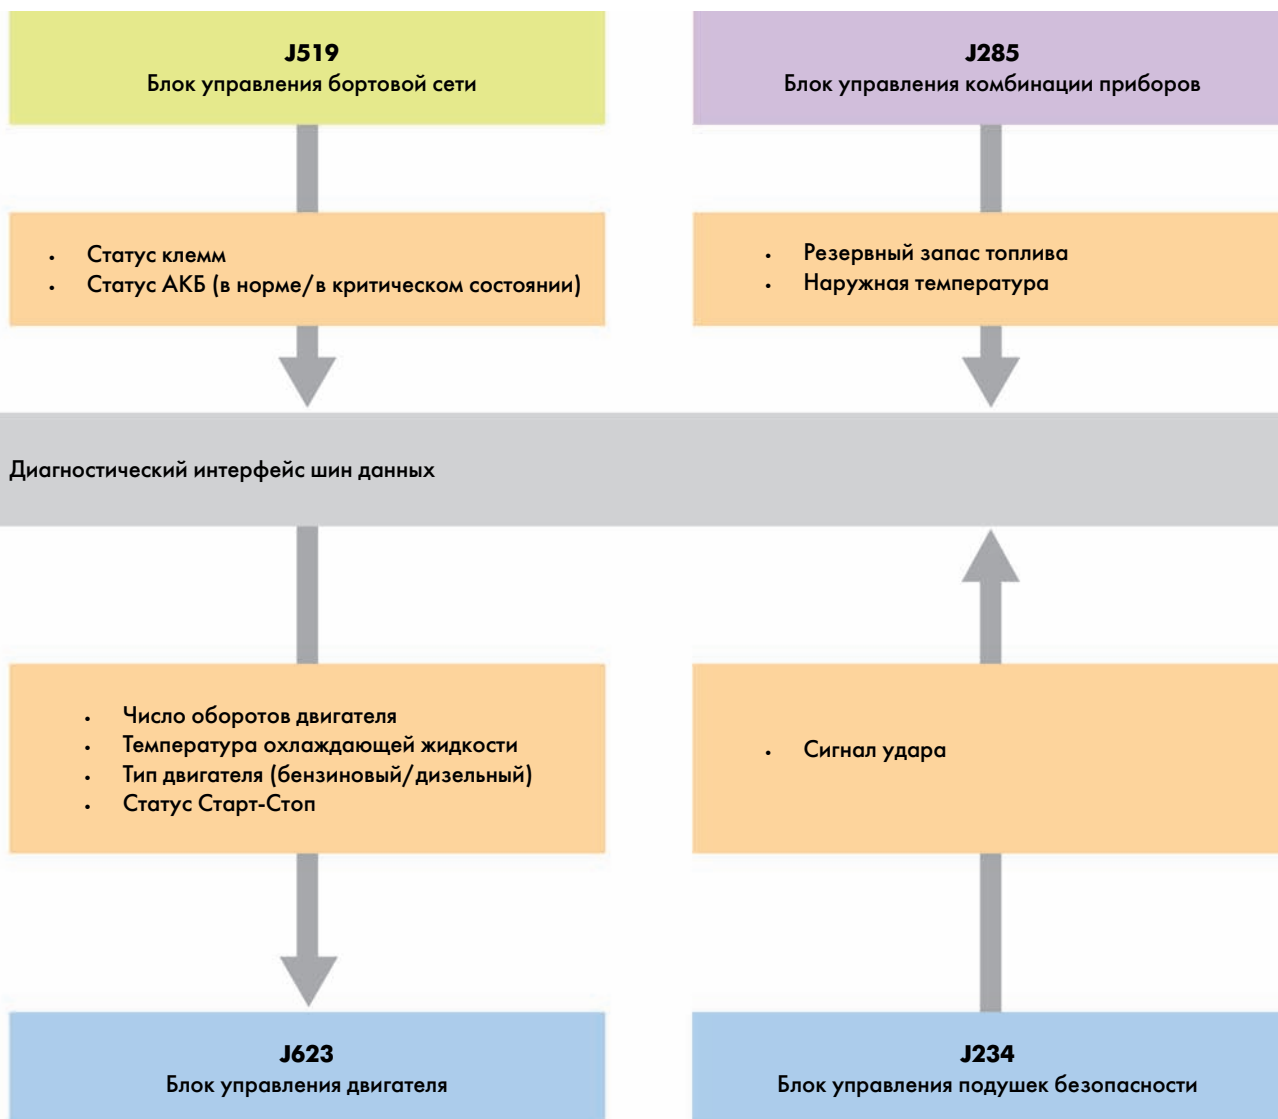 J519
Блок управления бортовой сети
J285
Блок управления комбинации приборов
• Статус клемм
• Статус АКБ (в норме/в критическом состоянии)
• Резервный запас топлива
• Наружная температура
Диагностический интерфейс шин данных
• Число оборотов двигателя
• Температура охлаждающей жидкости
• Тип двигателя (бензиновый/дизельный)
• Статус Старт-Стоп
• Сигнал удара
J623
Блок управления двигателя
J234
Блок управления подушек безопасности